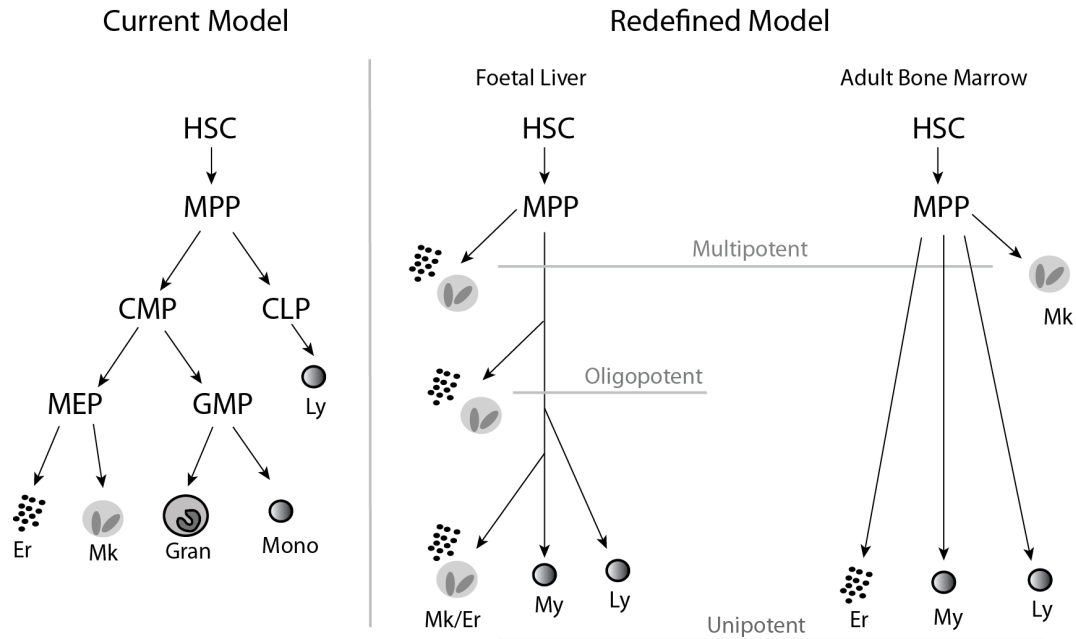 Current Model
HSC
MPP
CMP
CLP
Ly
MEP
GMP
Er
Mk
Gran
Mono
Redefined Model
Foetal Liver
HSC
MPP
Multipotent
Oligopotent
Mk/Er
My
Ly
Unipotent
Adult Bone Marrow
HSC
MPP
Mk
Er
My
Ly